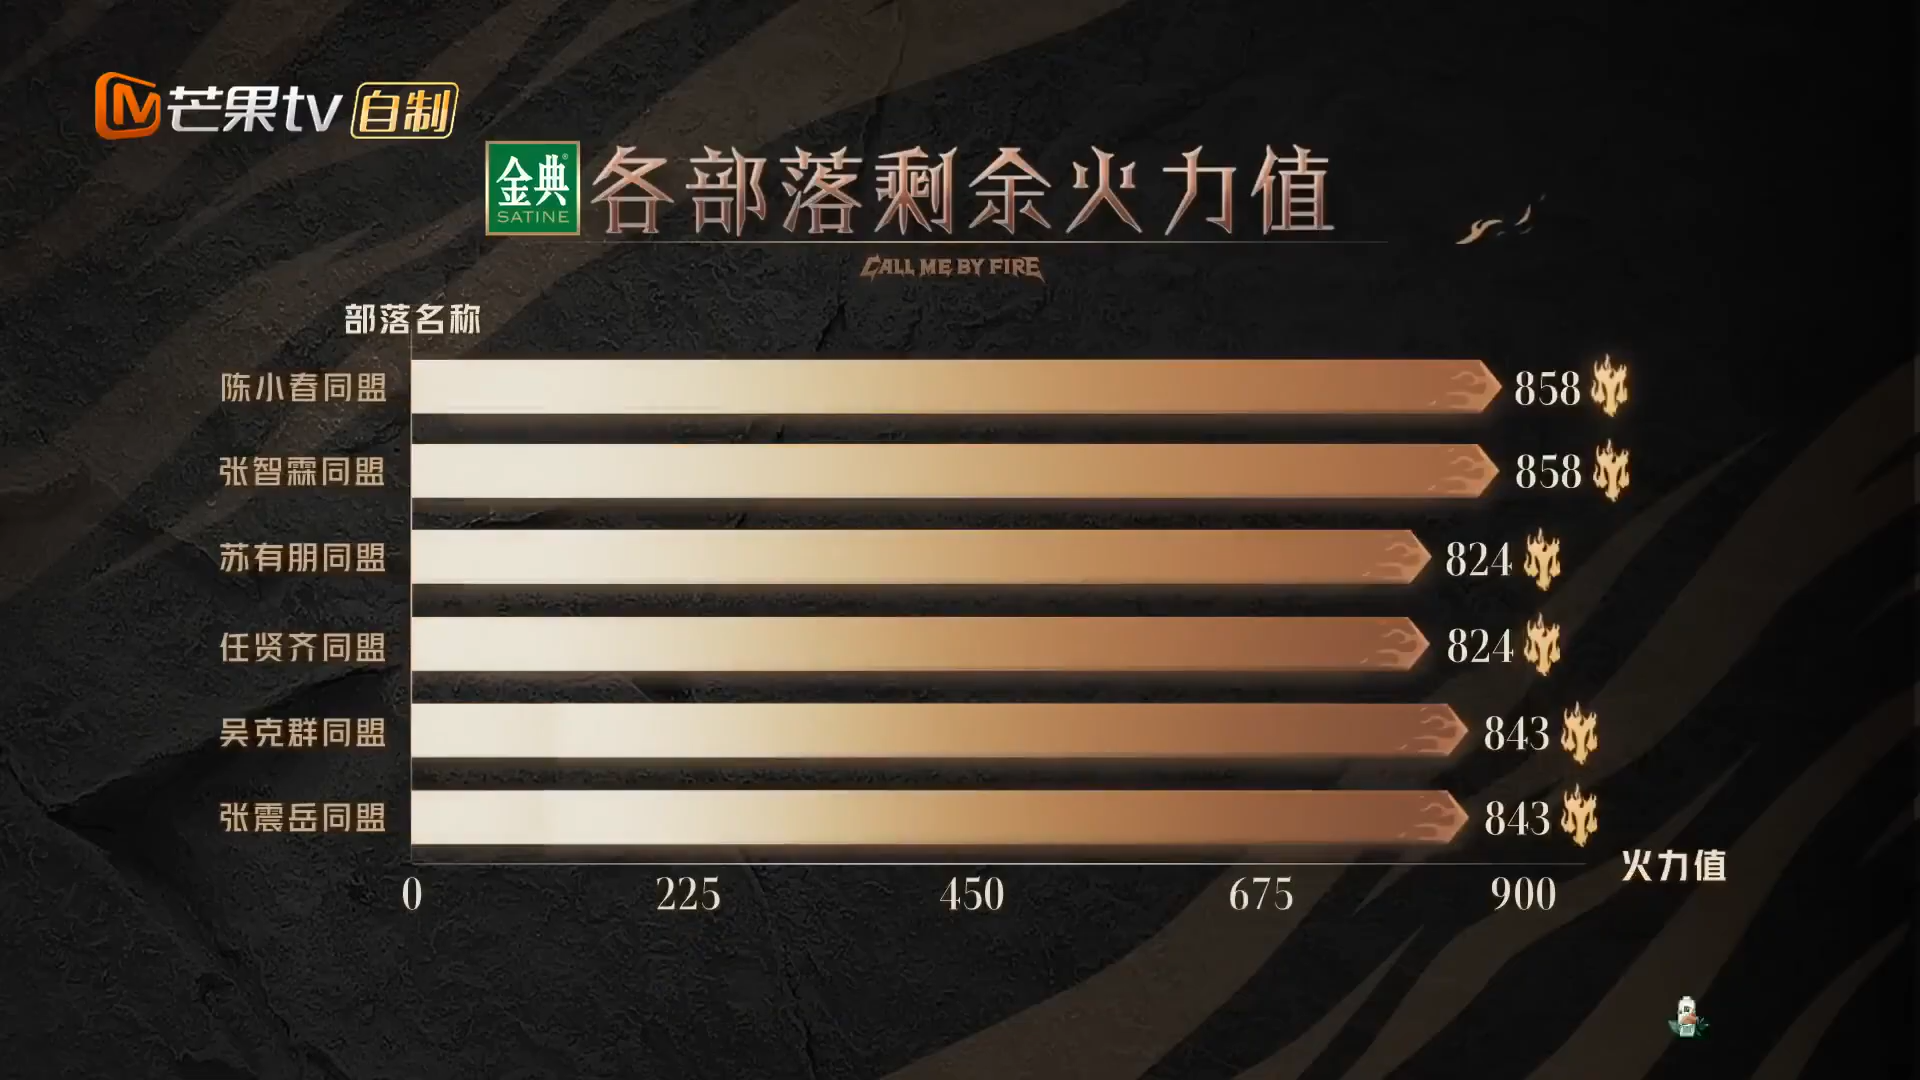 芒果tv 自制
金典 各部落剩余火力值
SATINE
CALL ME BY FIRE
部落名称
陈小春同盟 858
张智霖同盟 858
苏有朋同盟 824
任贤齐同盟 824
吴克群同盟 843
张震岳同盟 843
火力值
0 225 450 675 900